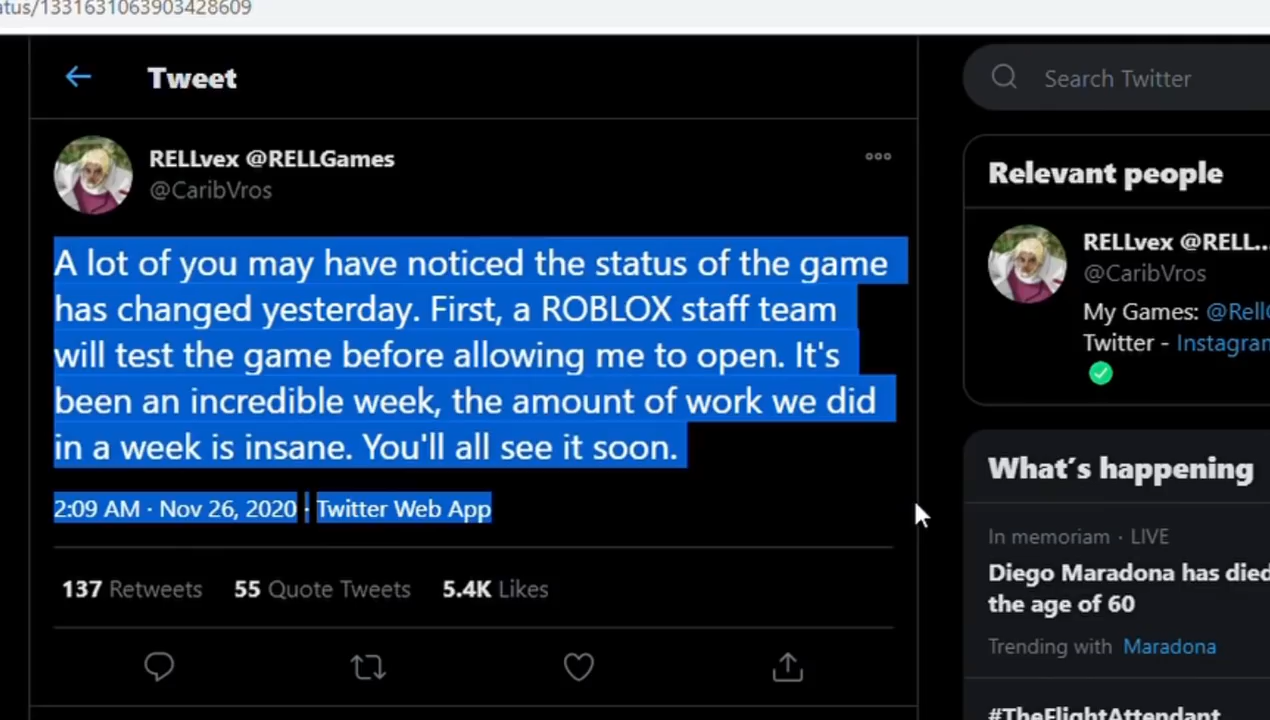 atus/1331631063903428609
Tweet
Search Twitter
RELLvex @RELLGames
@CaribVros
A lot of you may have noticed the status of the game
has changed yesterday. First, a ROBLOX staff team
will test the game before allowing me to open. It's
been an incredible week, the amount of work we did
in a week is insane. You'll all see it soon.
2:09 AM · Nov 26, 2020 · Twitter Web App
137 Retweets 55 Quote Tweets 5.4K Likes
Relevant people
RELLvex @RELL...
@CaribVros
My Games: @Rell
Twitter - Instagram
What's happening
In memoriam · LIVE
Diego Maradona has died
the age of 60
Trending with Maradona
#TheFlightAttendant